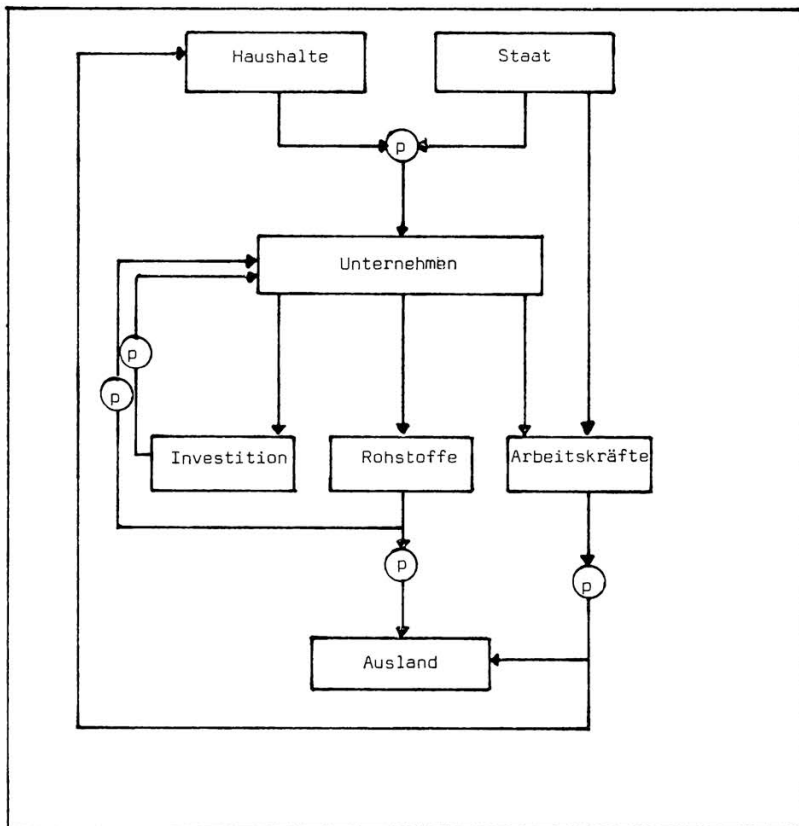 Haushalte
Staat
p
Unternehmen
p
p
Investition
Rohstoffe
Arbeitskräfte
p
p
Ausland